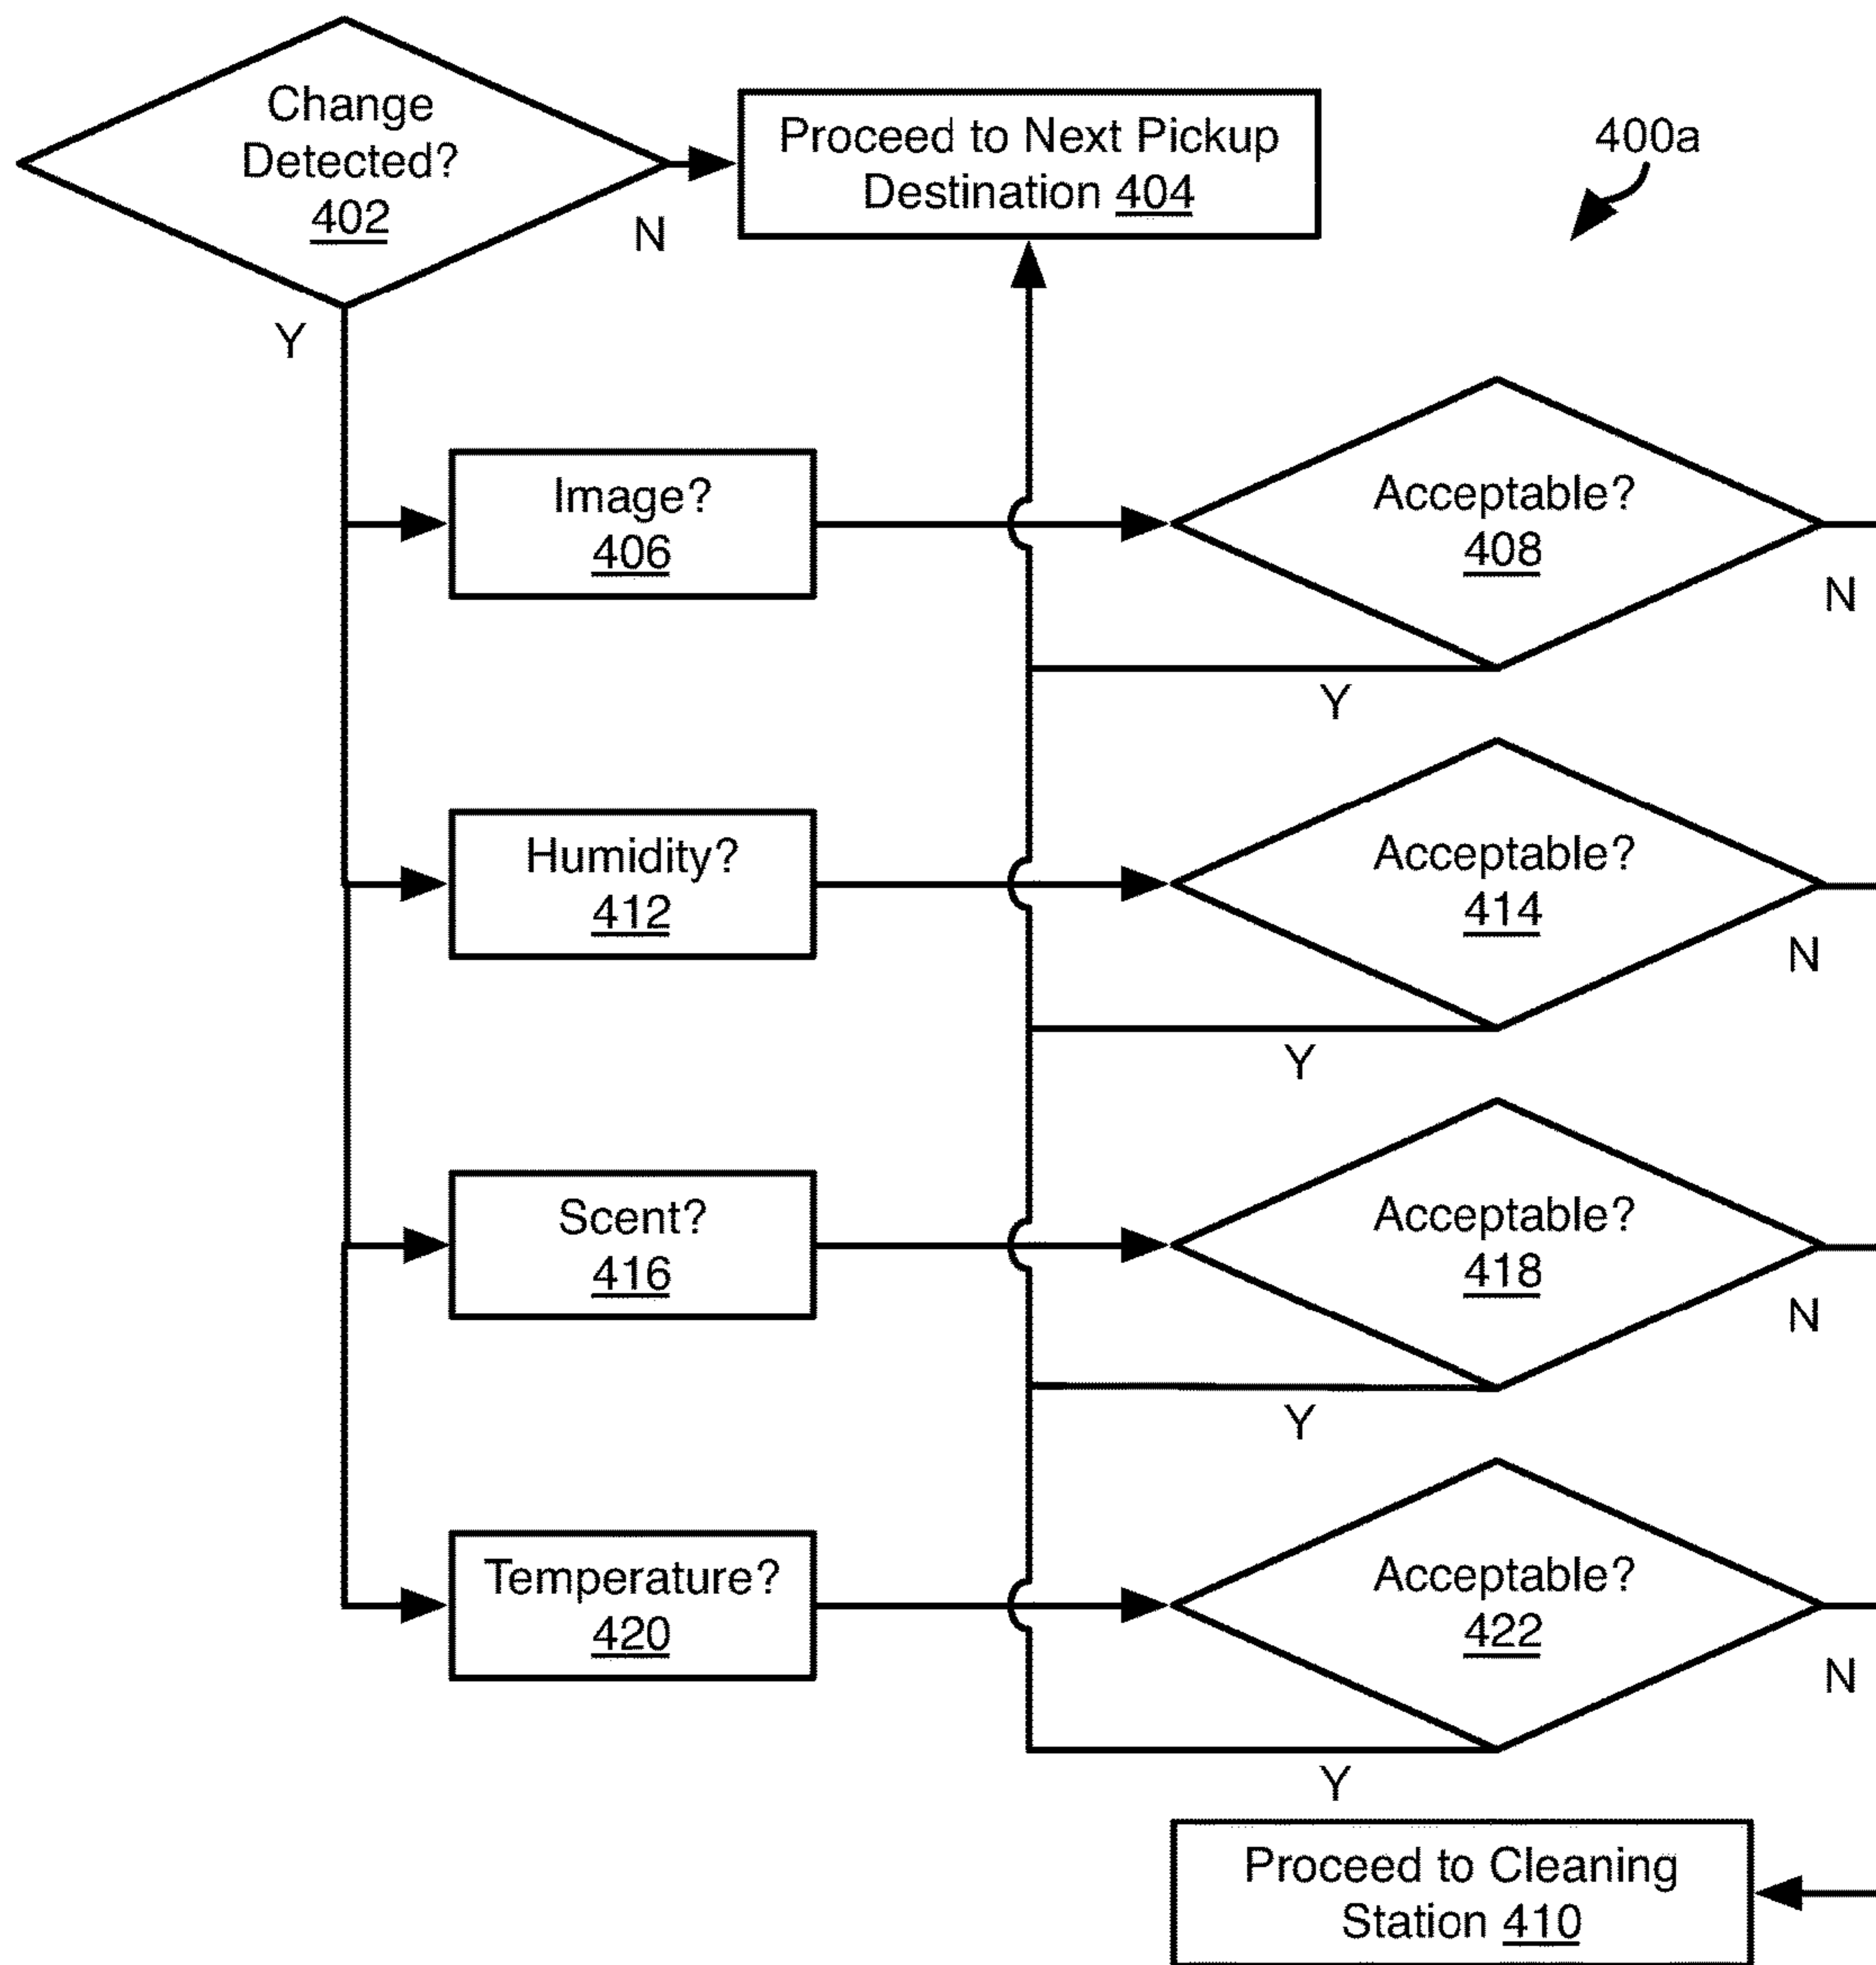 Change
Detected?
402
N
Y
Proceed to Next Pickup
Destination 404
400a
Image?
406
Acceptable?
408
N
Y
Humidity?
412
Acceptable?
414
N
Y
Scent?
416
Acceptable?
418
N
Y
Temperature?
420
Acceptable?
422
N
Y
Proceed to Cleaning
Station 410